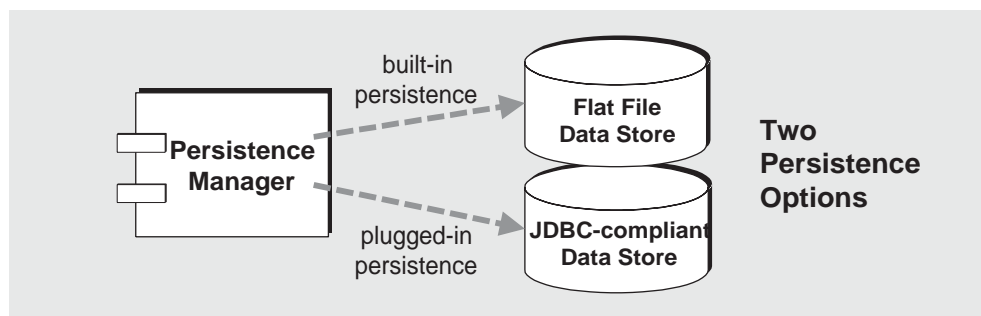 built-in
persistence
Persistence
Manager
Flat File
Data Store
plugged-in
persistence
JDBC-compliant
Data Store
Two
Persistence
Options